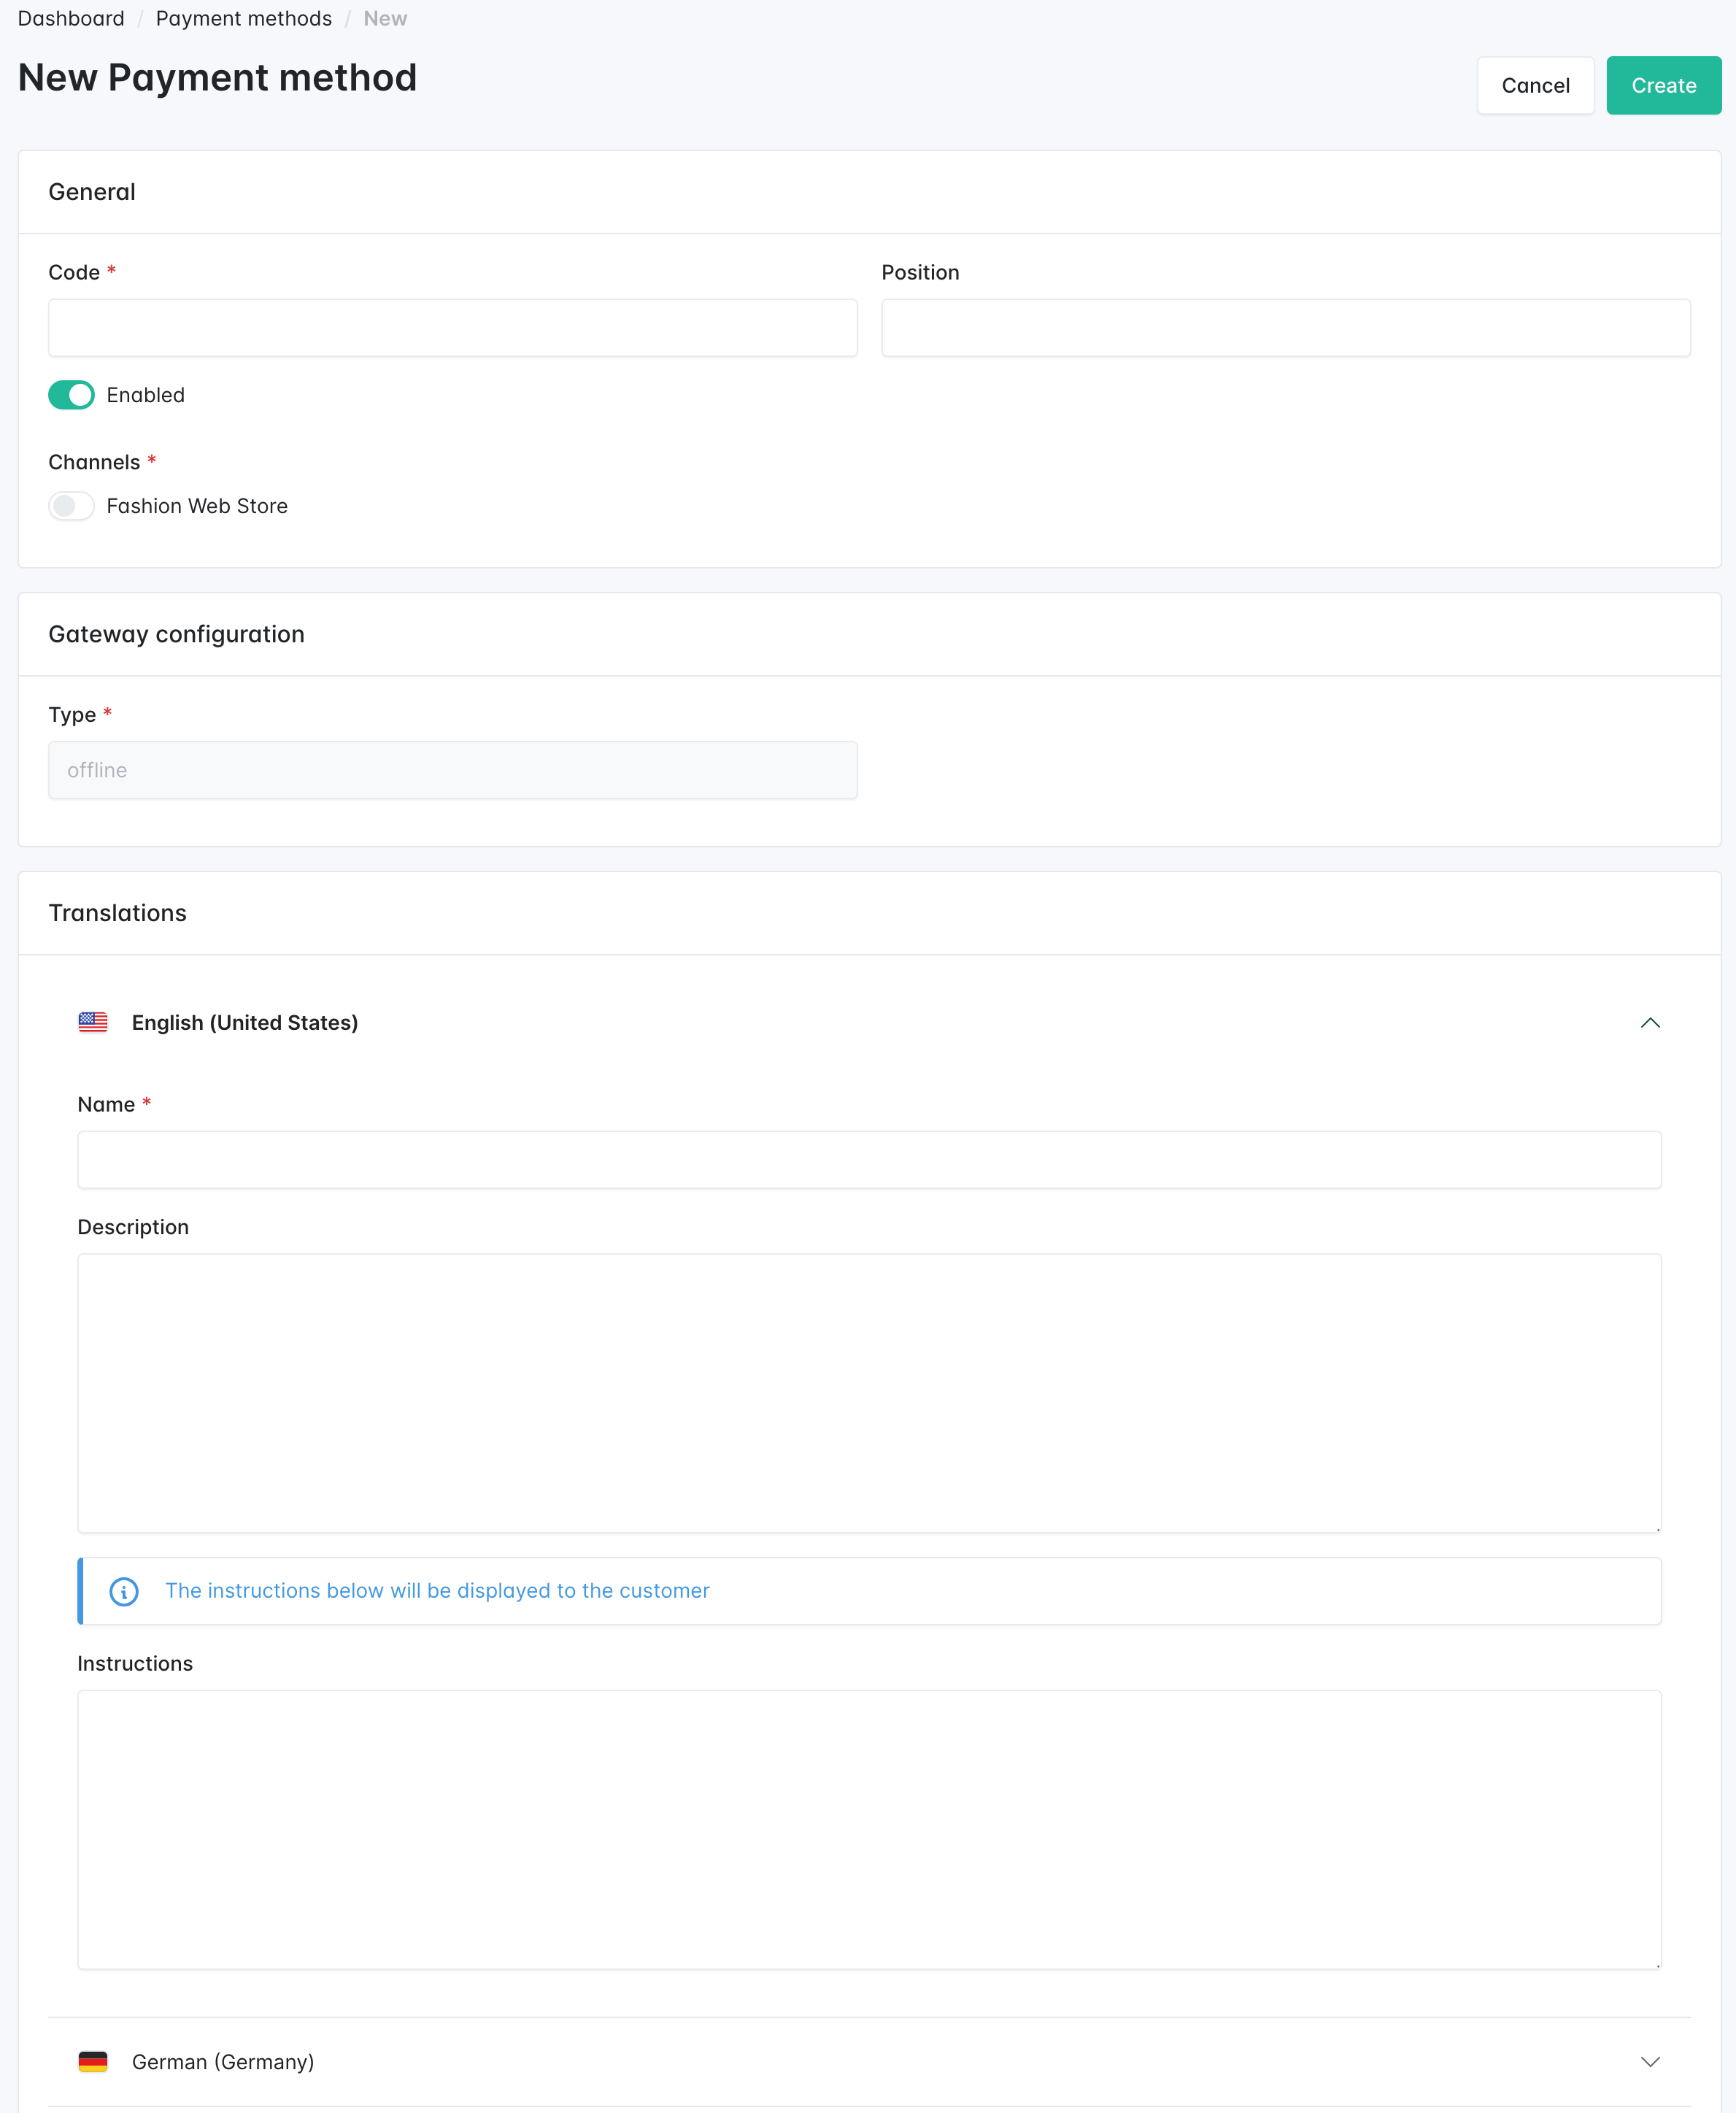 Dashboard / Payment methods / New
New Payment method
Cancel
Create
General
Code *
Position
Enabled
Channels *
Fashion Web Store
Gateway configuration
Type *
offline
Translations
English (United States)
Name *
Description
The instructions below will be displayed to the customer
Instructions
German (Germany)